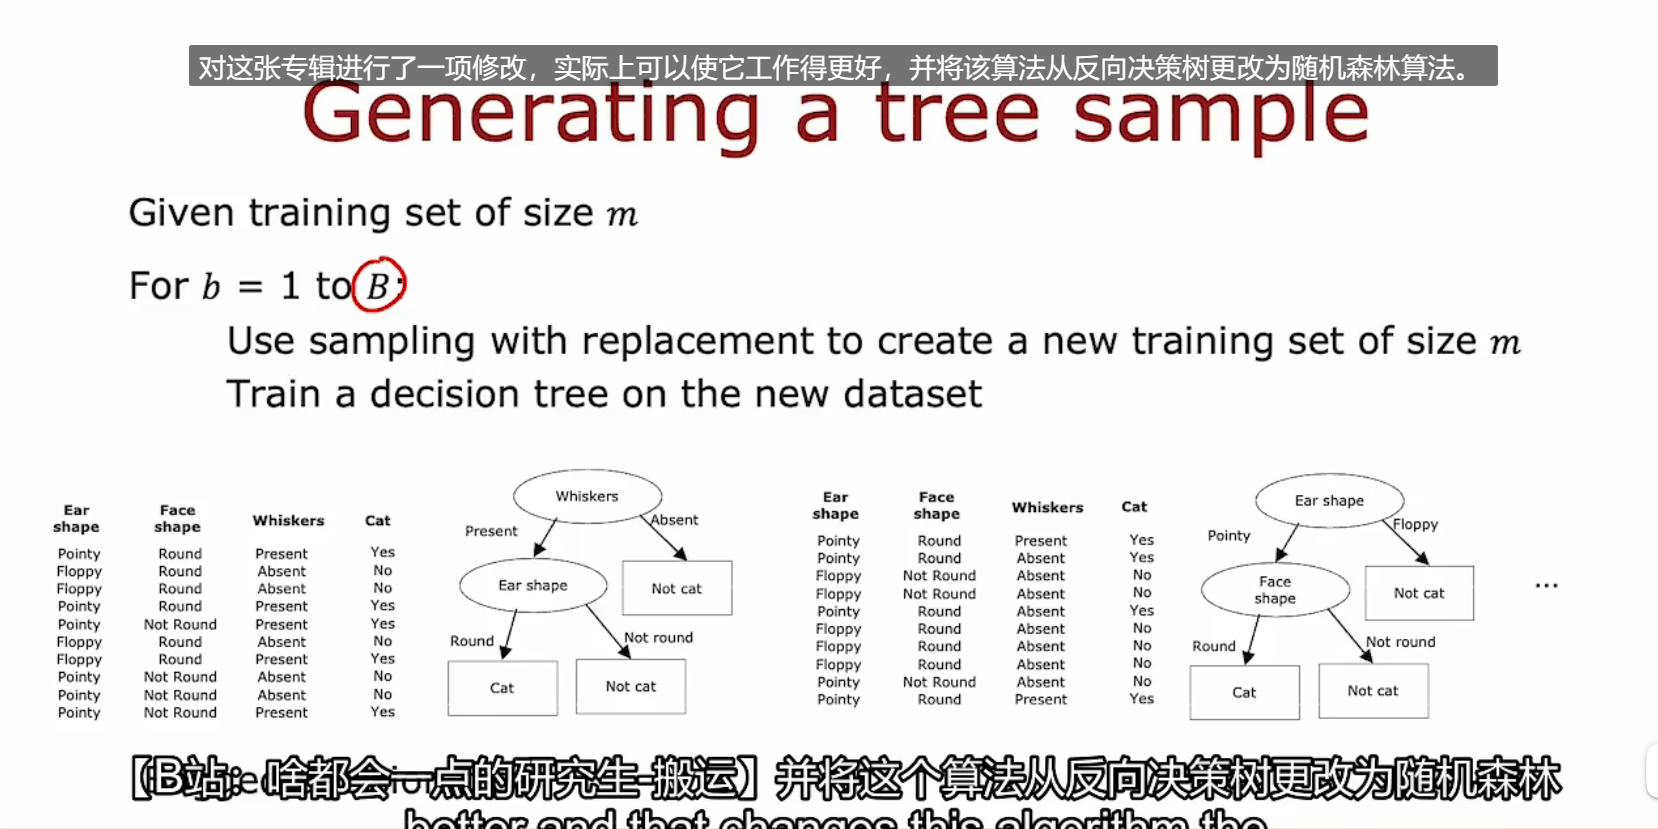 对这张专辑进行了一项修改，实际上可以使它工作得更好，并将该算法从反向决策树更改为随机森林算法。
Generating a tree sample
Given training set of size m
For b = 1 to B:
Use sampling with replacement to create a new training set of size m
Train a decision tree on the new dataset
Ear shape Face shape Whiskers Cat
Pointy Round Present Yes
Floppy Round Absent No
Floppy Round Absent No
Pointy Round Present Yes
Pointy Not Round Present Yes
Floppy Round Absent No
Floppy Round Present Yes
Pointy Not Round Absent No
Pointy Not Round Absent No
Pointy Not Round Present Yes
Whiskers
Present
Absent
Ear shape
Not cat
Round
Not round
Cat
Not cat
Ear shape Face shape Whiskers Cat
Pointy Round Present Yes
Pointy Round Absent Yes
Floppy Not Round Absent No
Floppy Not Round Absent No
Pointy Round Absent Yes
Floppy Round Absent No
Floppy Round Absent No
Floppy Round Absent No
Pointy Not Round Absent No
Pointy Round Present Yes
Ear shape
Pointy
Floppy
Face shape
Not cat
Round
Not round
Cat
Not cat
...
【B站：啥都会一点的研究生-搬运】并将这个算法从反向决策树更改为随机森林
better and that changes this algorithm the